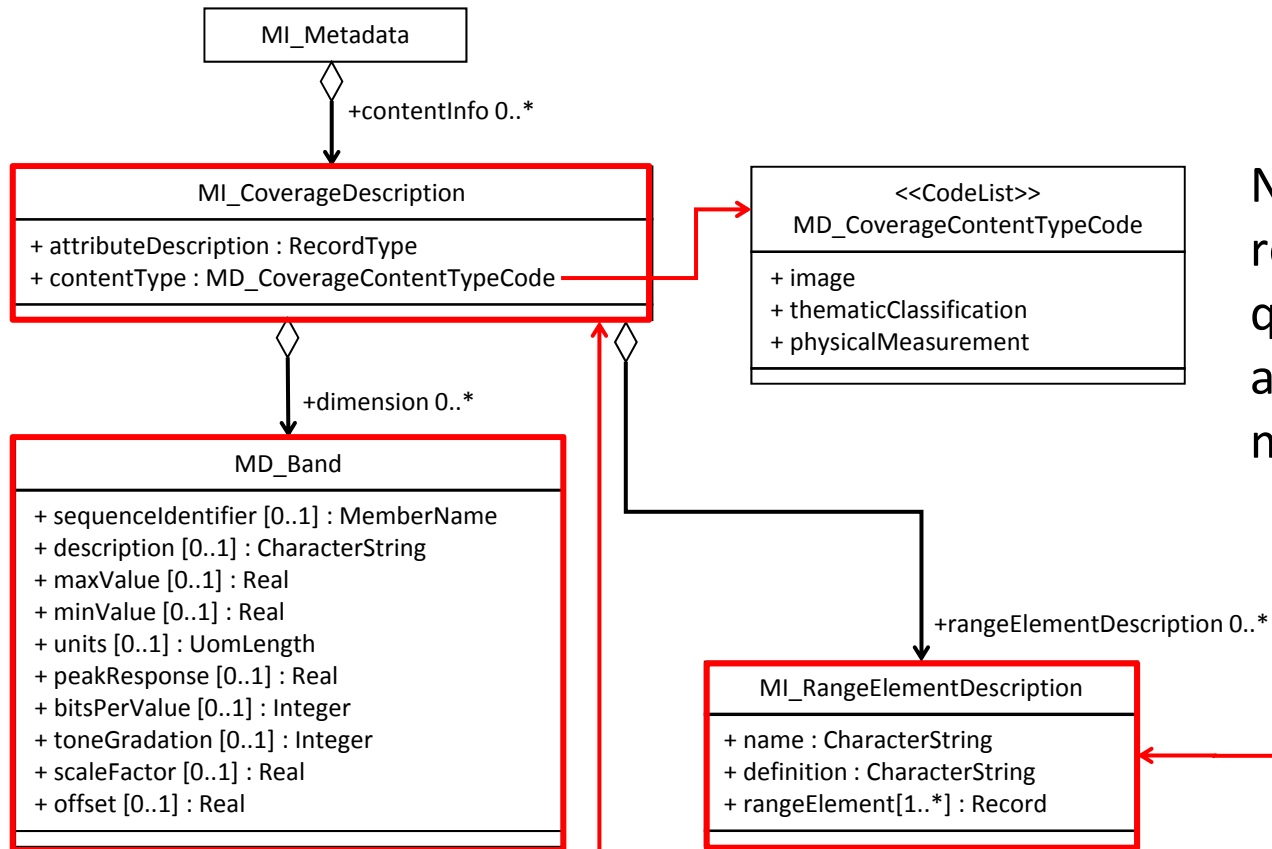 MI_Metadata
+contentInfo 0..*
MI_CoverageDescription
+ attributeDescription : RecordType
+ contentType : MD_CoverageContentTypeCode
<<CodeList>>
MD_CoverageContentTypeCode
+ image
+ thematicClassification
+ physicalMeasurement
+dimension 0..*
MD_Band
+ sequenceIdentifier [0..1] : MemberName
+ description [0..1] : CharacterString
+ maxValue [0..1] : Real
+ minValue [0..1] : Real
+ units [0..1] : UomLength
+ peakResponse [0..1] : Real
+ bitsPerValue [0..1] : Integer
+ toneGradation [0..1] : Integer
+ scaleFactor [0..1] : Real
+ offset [0..1] : Real
+rangeElementDescription 0..*
MI_RangeElementDescription
+ name : CharacterString
+ definition : CharacterString
+ rangeElement[1..*] : Record